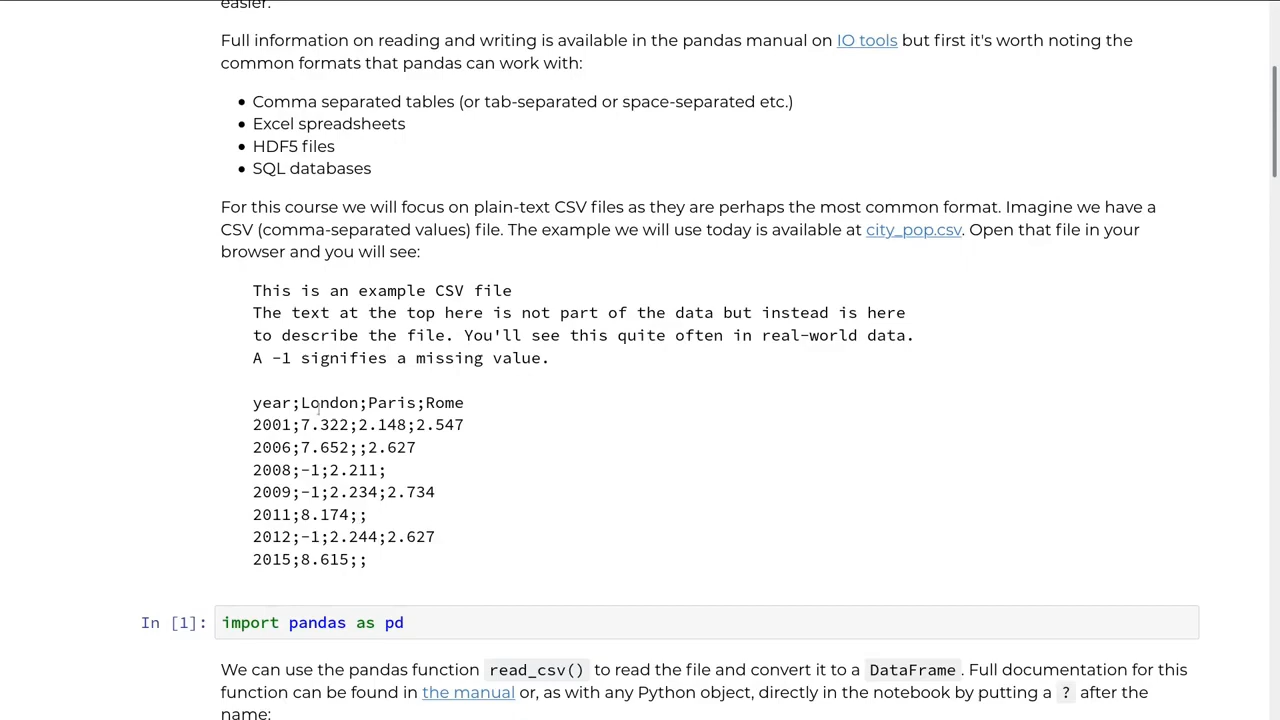 easier.
Full information on reading and writing is available in the pandas manual on IO tools but first it's worth noting the
common formats that pandas can work with:
• Comma separated tables (or tab-separated or space-separated etc.)
• Excel spreadsheets
• HDF5 files
• SQL databases
For this course we will focus on plain-text CSV files as they are perhaps the most common format. Imagine we have a
CSV (comma-separated values) file. The example we will use today is available at city_pop.csv. Open that file in your
browser and you will see:
This is an example CSV file
The text at the top here is not part of the data but instead is here
to describe the file. You'll see this quite often in real-world data.
A -1 signifies a missing value.
year;London;Paris;Rome
2001;7.322;2.148;2.547
2006;7.652;;2.627
2008;-1;2.211;
2009;-1;2.234;2.734
2011;8.174;;
2012;-1;2.244;2.627
2015;8.615;;
In [1]: import pandas as pd
We can use the pandas function read_csv() to read the file and convert it to a DataFrame. Full documentation for this
function can be found in the manual or, as with any Python object, directly in the notebook by putting a ? after the
name: